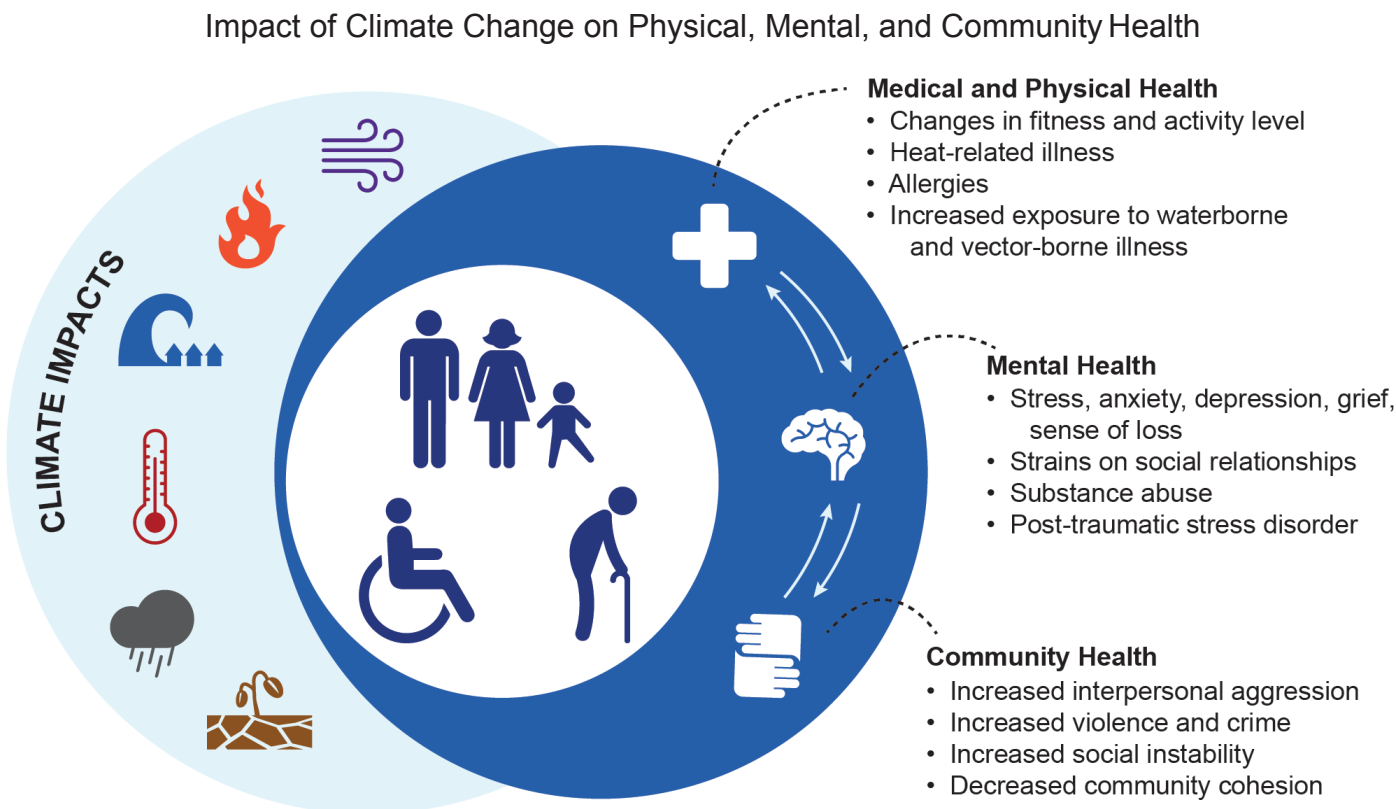 Impact of Climate Change on Physical, Mental, and Community Health
CLIMATE IMPACTS
Medical and Physical Health
• Changes in fitness and activity level
• Heat-related illness
• Allergies
• Increased exposure to waterborne
and vector-borne illness
Mental Health
• Stress, anxiety, depression, grief,
sense of loss
• Strains on social relationships
• Substance abuse
• Post-traumatic stress disorder
Community Health
• Increased interpersonal aggression
• Increased violence and crime
• Increased social instability
• Decreased community cohesion